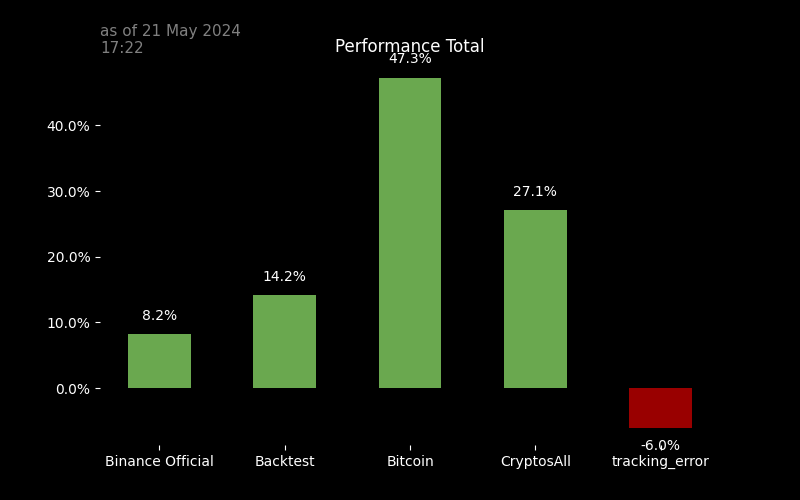 as of 21 May 2024
17:22
Performance Total
47.3%
40.0%
30.0%
27.1%
20.0%
14.2%
10.0%
8.2%
0.0%
-6.0%
Binance Official
Backtest
Bitcoin
CryptosAll
tracking_error